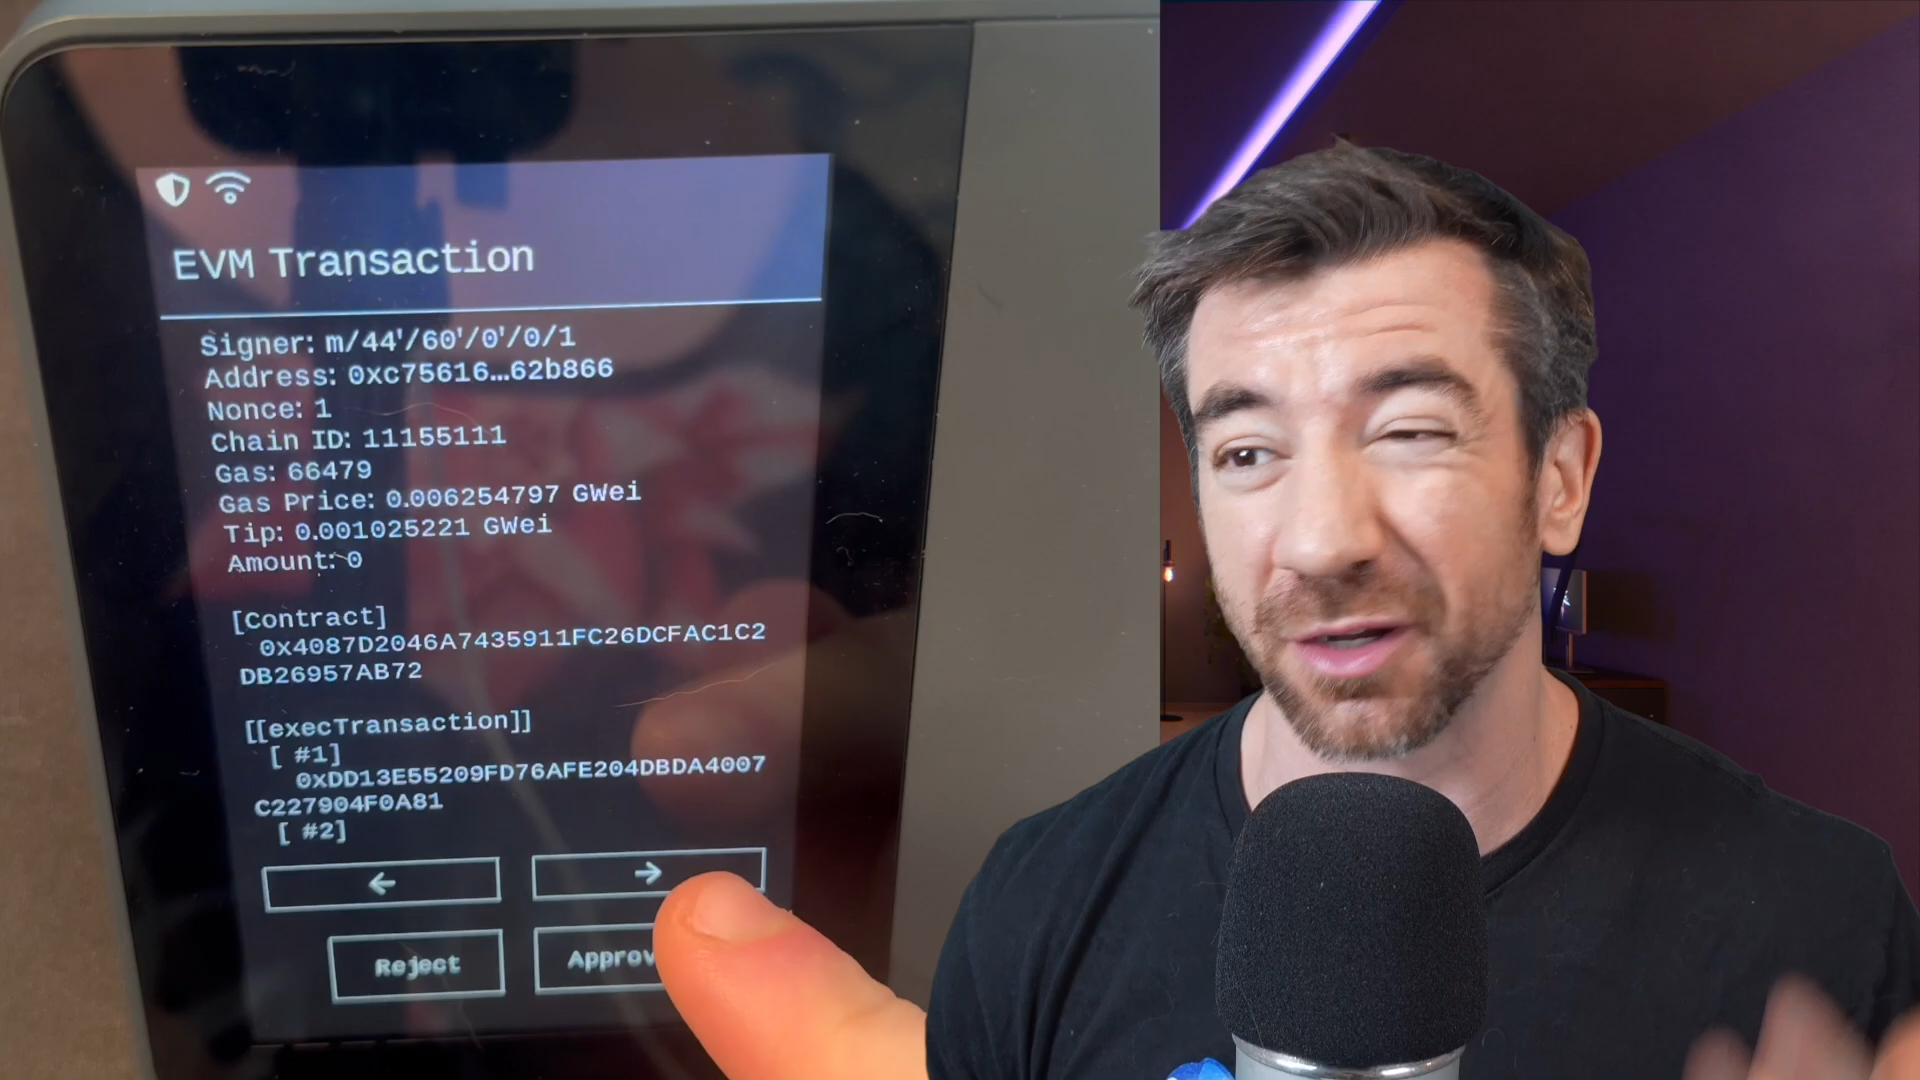 EVM Transaction
Signer: m/44'/60'/0'/0/1
Address: 0xc75616…62b866
Nonce: 1
Chain ID: 11155111
Gas: 66479
Gas Price: 0.006254797 GWei
Tip: 0.001025221 GWei
Amount: 0
[Contract]
0x4087D2046A7435911FC26DCFAC1C2
DB26957AB72
[[execTransaction]]
[ #1]
0xDD13E55209FD76AFE204DBDA4007
C227904F0A81
[ #2]
← →
Reject Approv